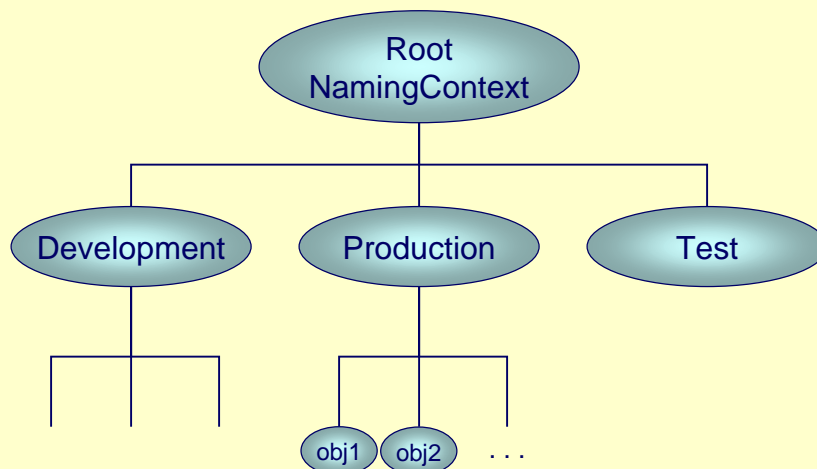 Root
NamingContext
Development
Production
Test
obj1
obj2
. . .